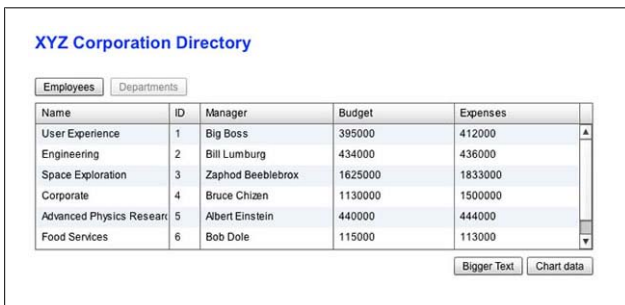 XYZ Corporation Directory
Employees Departments
Name ID Manager Budget Expenses
User Experience 1 Big Boss 395000 412000
Engineering 2 Bill Lumburg 434000 436000
Space Exploration 3 Zaphod Beeblebrox 1625000 1833000
Corporate 4 Bruce Chizen 1130000 1500000
Advanced Physics Researc 5 Albert Einstein 440000 444000
Food Services 6 Bob Dole 115000 113000
Bigger Text Chart data